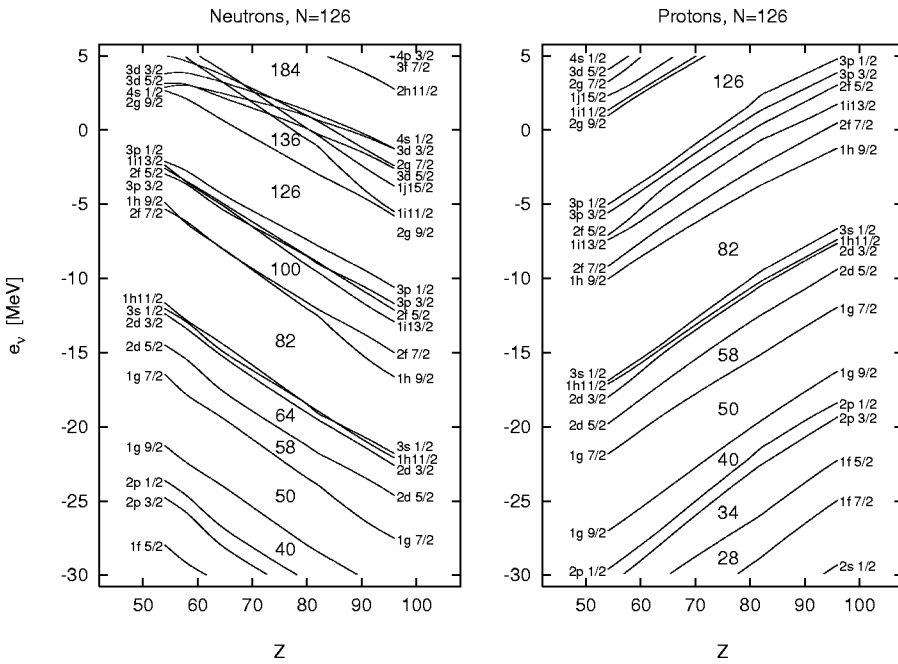 Neutrons, N=126
Protons, N=126
e_ν [MeV]
5
0
-5
-10
-15
-20
-25
-30
50 60 70 80 90 100
Z
3d 3/2
3d 5/2
4s 1/2
2g 9/2
3p 1/2
1i13/2
2f 5/2
3p 3/2
1h 9/2
2f 7/2
1h11/2
3s 1/2
2d 3/2
2d 5/2
1g 7/2
1g 9/2
2p 1/2
2p 3/2
1f 5/2
184
136
126
100
82
64
58
50
40
4p 3/2
3f 7/2
2h11/2
4s 1/2
3d 3/2
2g 7/2
3d 5/2
1j15/2
1i11/2
2g 9/2
3p 1/2
3p 3/2
2f 5/2
1i13/2
2f 7/2
1h 9/2
3s 1/2
1h11/2
2d 3/2
2d 5/2
1g 7/2
5
0
-5
-10
-15
-20
-25
-30
50 60 70 80 90 100
Z
4s 1/2
3d 5/2
2g 7/2
1j15/2
1i11/2
2g 9/2
3p 1/2
3p 3/2
2f 5/2
1i13/2
2f 7/2
1h 9/2
3s 1/2
1h11/2
2d 3/2
2d 5/2
1g 7/2
1g 9/2
2p 1/2
126
82
58
50
40
34
28
3p 1/2
3p 3/2
2f 5/2
1i13/2
2f 7/2
1h 9/2
3s 1/2
1h11/2
2d 3/2
2d 5/2
1g 7/2
1g 9/2
2p 1/2
2p 3/2
1f 5/2
1f 7/2
2s 1/2